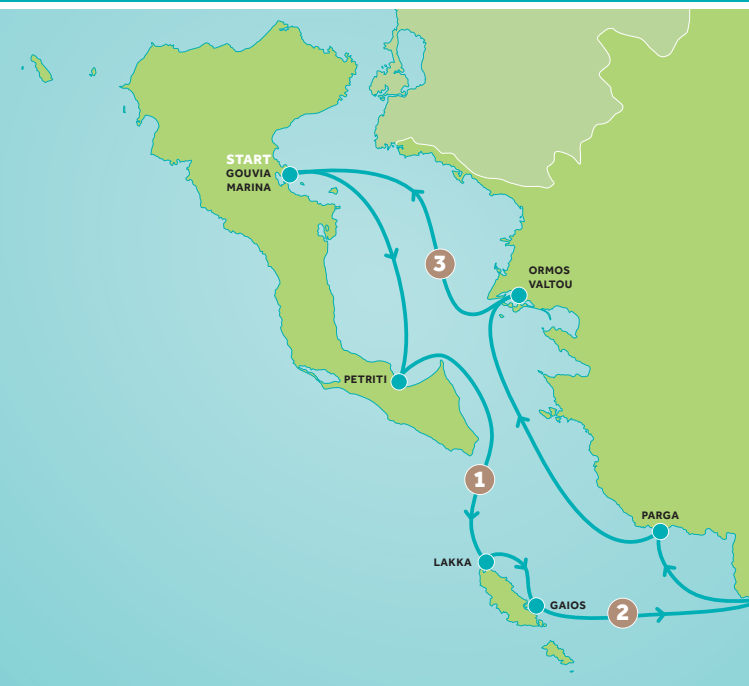 START
GOUVIA
MARINA
3
ORMOS
VALTOU
PETRITI
1
PARGA
LAKKA
GAIOS
2